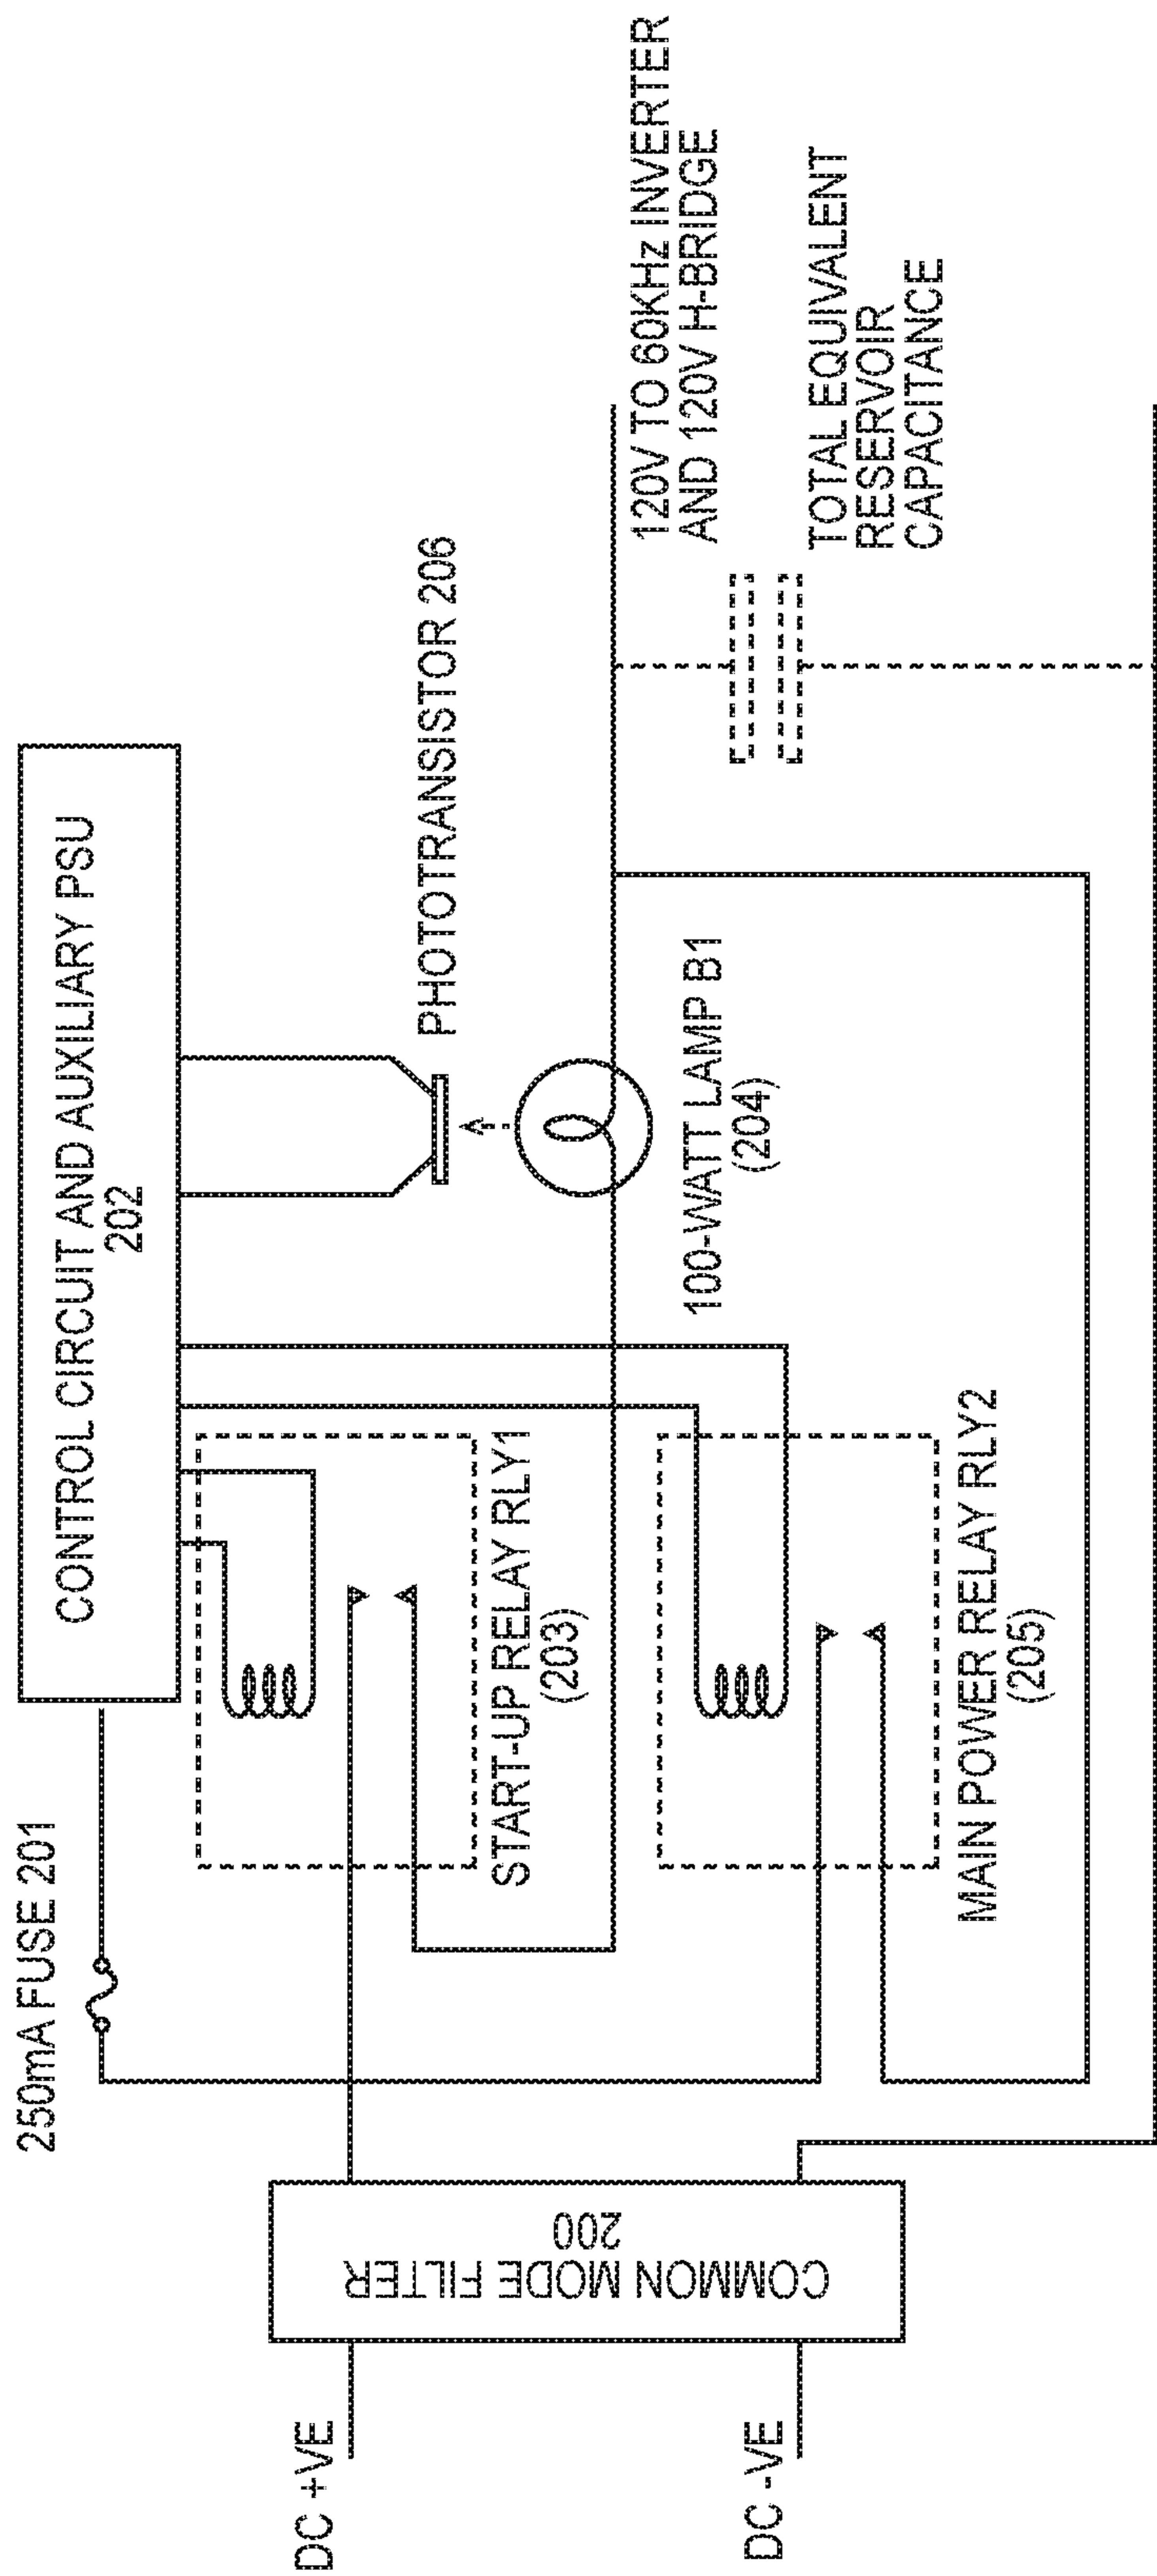 250mA FUSE 201
CONTROL CIRCUIT AND AUXILIARY PSU
202
DC +VE
DC -VE
COMMON MODE FILTER
200
START-UP RELAY RLY1
(203)
MAIN POWER RELAY RLY2
(205)
PHOTOTRANSISTOR 206
100-WATT LAMP B1
(204)
120V TO 60KHz INVERTER
AND 120V H-BRIDGE
TOTAL EQUIVALENT
RESERVOIR
CAPACITANCE